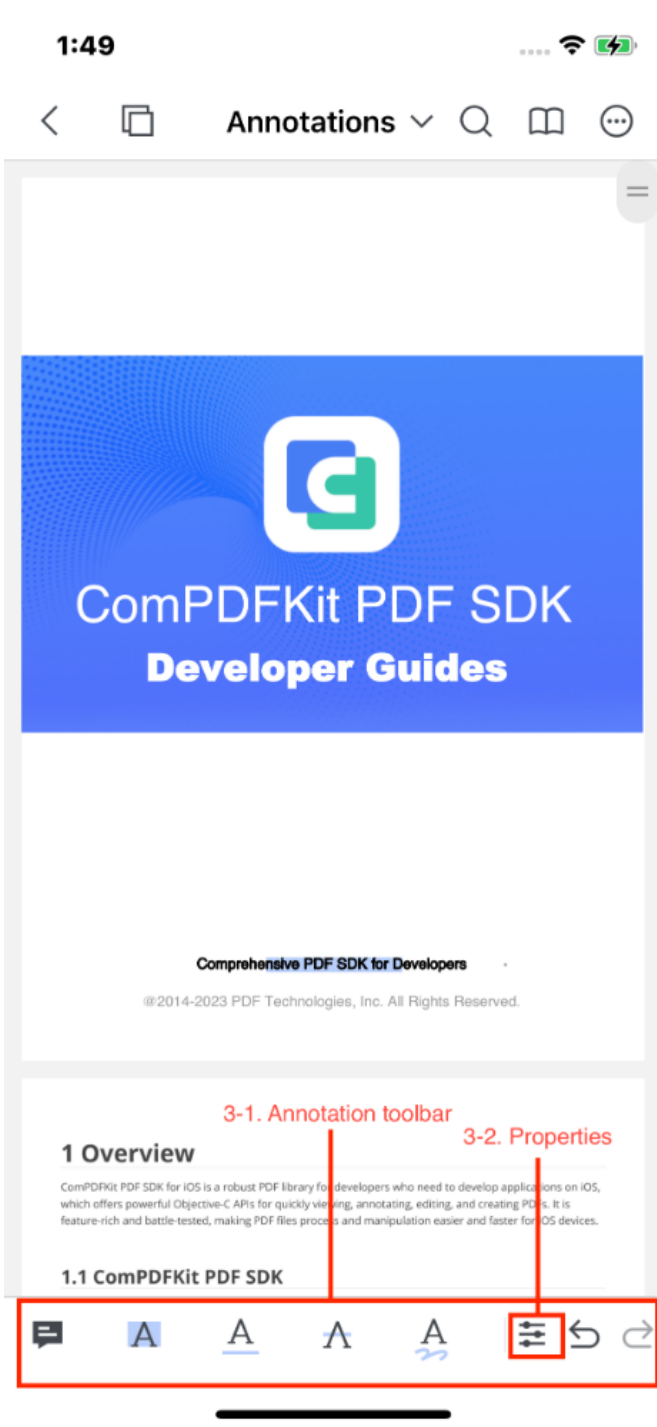 1:49
Annotations
ComPDFKit PDF SDK
Developer Guides
Comprehensive PDF SDK for Developers
@2014-2023 PDF Technologies, Inc. All Rights Reserved.
3-1. Annotation toolbar
3-2. Properties
1 Overview
ComPDFKit PDF SDK for iOS is a robust PDF library for developers who need to develop applications on iOS,
which offers powerful Objective-C APIs for quickly viewing, annotating, editing, and creating PDFs. It is
feature-rich and battle-tested, making PDF files process and manipulation easier and faster for iOS devices.
1.1 ComPDFKit PDF SDK
A A A A